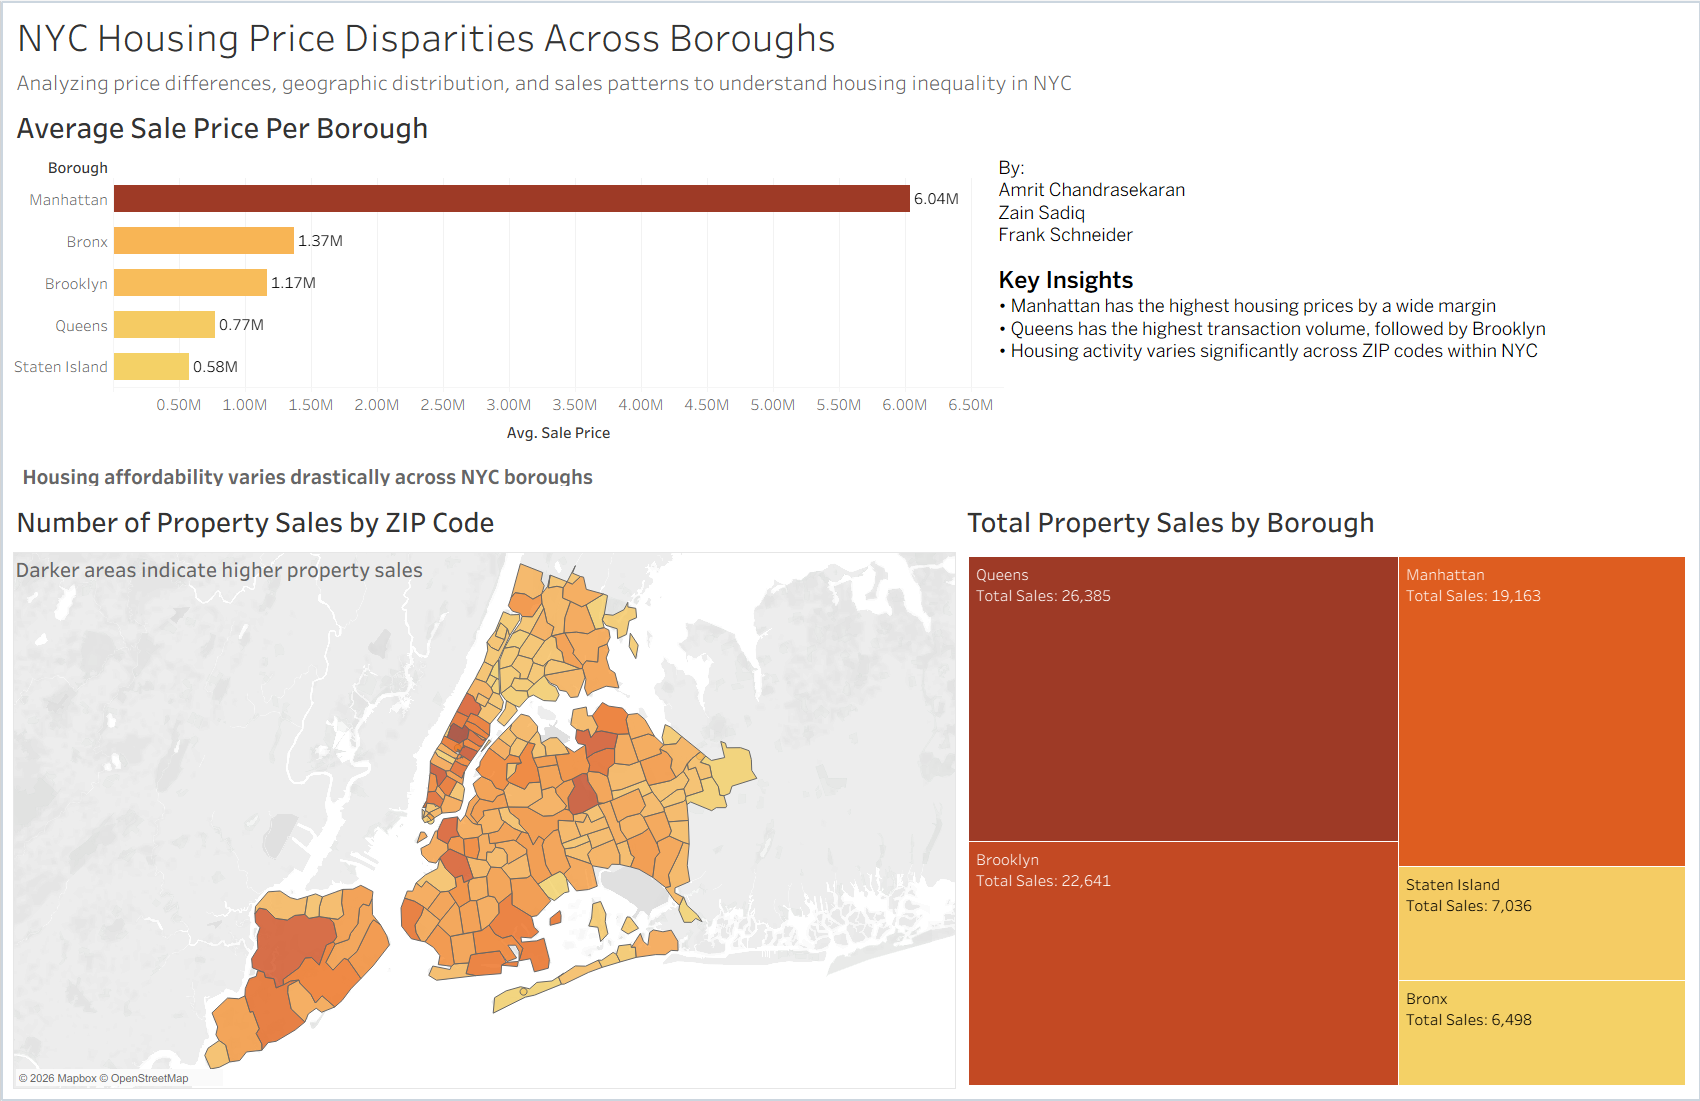 NYC Housing Price Disparities Across Boroughs
Analyzing price differences, geographic distribution, and sales patterns to understand housing inequality in NYC
Average Sale Price Per Borough
Borough
Manhattan 6.04M
Bronx 1.37M
Brooklyn 1.17M
Queens 0.77M
Staten Island 0.58M
0.50M 1.00M 1.50M 2.00M 2.50M 3.00M 3.50M 4.00M 4.50M 5.00M 5.50M 6.00M 6.50M
Avg. Sale Price
By:
Amrit Chandrasekaran
Zain Sadiq
Frank Schneider
Key Insights
• Manhattan has the highest housing prices by a wide margin
• Queens has the highest transaction volume, followed by Brooklyn
• Housing activity varies significantly across ZIP codes within NYC
Housing affordability varies drastically across NYC boroughs
Number of Property Sales by ZIP Code
Darker areas indicate higher property sales
© 2026 Mapbox © OpenStreetMap
Total Property Sales by Borough
Queens
Total Sales: 26,385
Manhattan
Total Sales: 19,163
Brooklyn
Total Sales: 22,641
Staten Island
Total Sales: 7,036
Bronx
Total Sales: 6,498